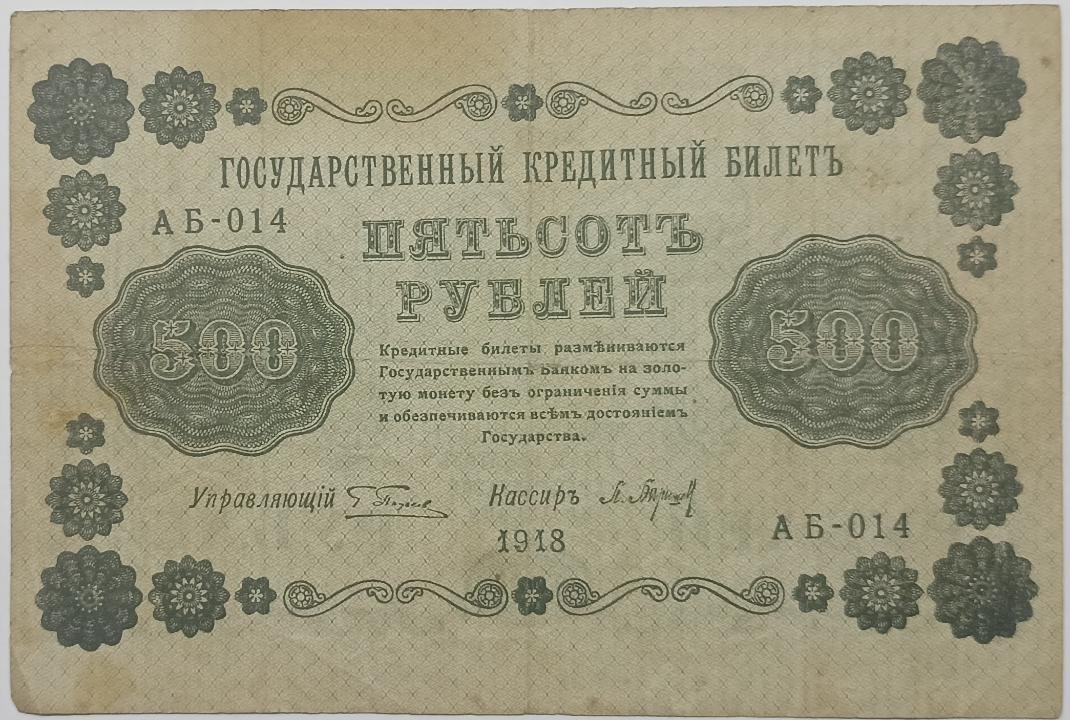 ГОСУДАРСТВЕННЫЙ КРЕДИТНЫЙ БИЛЕТЪ
АБ-014
ПЯТЬСОТЪ
РУБЛЕЙ
500
500
Кредитные билеты размѣниваются
Государственнымъ Банкомъ на золо-
тую монету безъ ограниченія суммы
и обезпечиваются всѣмъ достояніемъ
Государства.
Управляющій
Кассиръ
1918
АБ-014